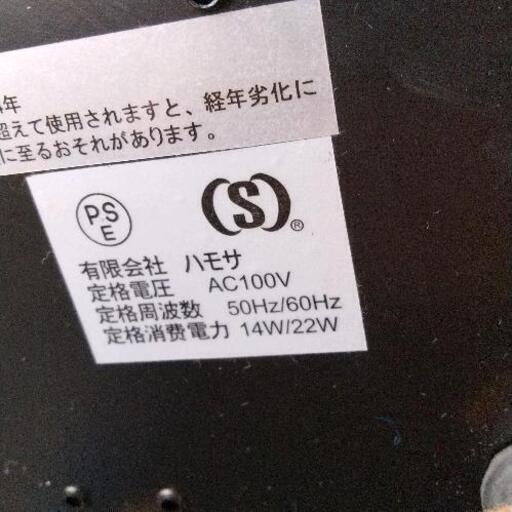 年
超えて使用されますと、経年劣化に
に至るおそれがあります。
PS
E
(S)®
有限会社 ハモサ
定格電圧 AC100V
定格周波数 50Hz/60Hz
定格消費電力 14W/22W